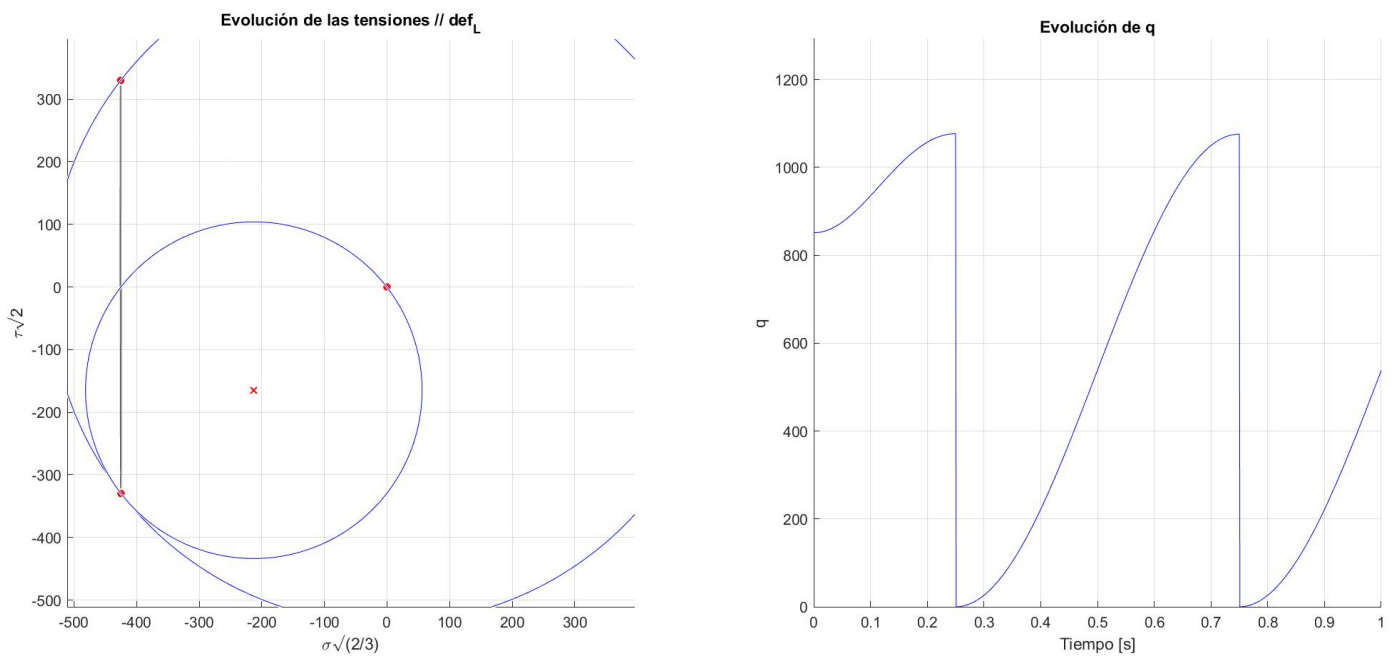 Evolución de las tensiones // def_L
300
200
100
0
-100
-200
-300
-400
-500
τ√2
-500 -400 -300 -200 -100 0 100 200 300
σ√(2/3)
Evolución de q
1200
1000
800
600
400
200
0
q
0 0.1 0.2 0.3 0.4 0.5 0.6 0.7 0.8 0.9 1
Tiempo [s]